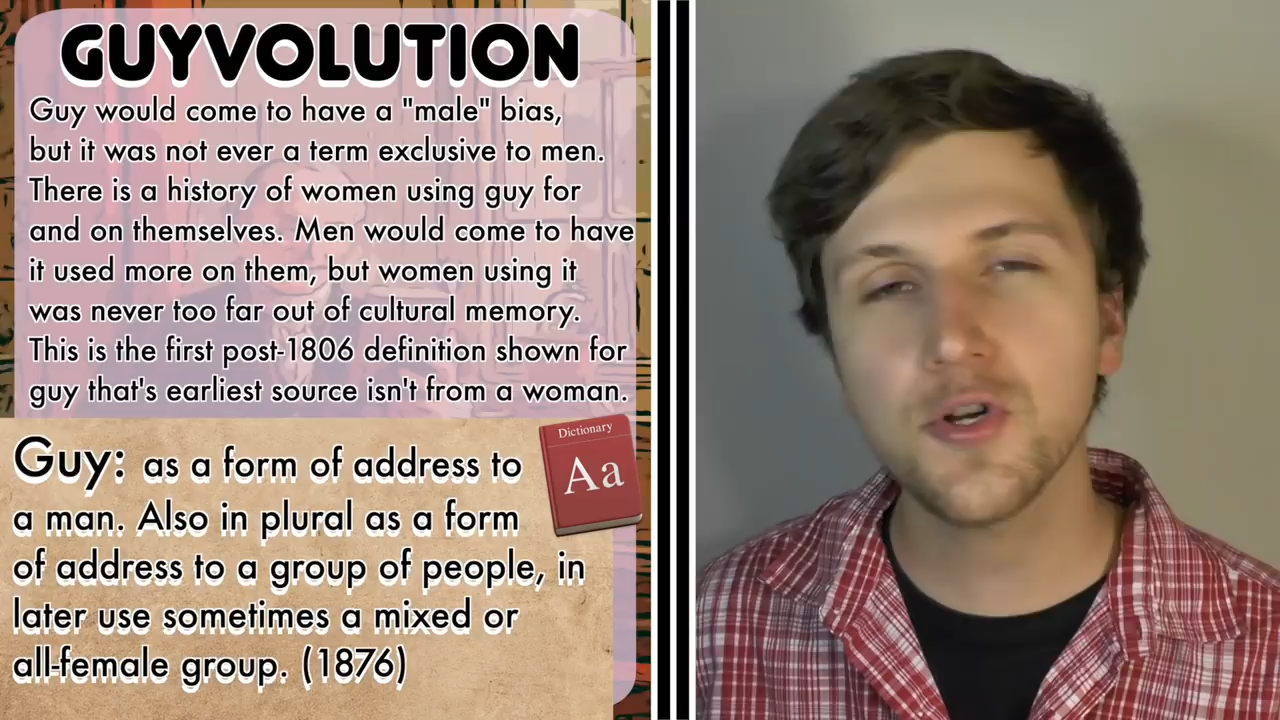 GUYVOLUTION
Guy would come to have a "male" bias,
but it was not ever a term exclusive to men.
There is a history of women using guy for
and on themselves. Men would come to have
it used more on them, but women using it
was never too far out of cultural memory.
This is the first post-1806 definition shown for
guy that's earliest source isn't from a woman.
Dictionary
Aa
Guy: as a form of address to
a man. Also in plural as a form
of address to a group of people, in
later use sometimes a mixed or
all-female group. (1876)